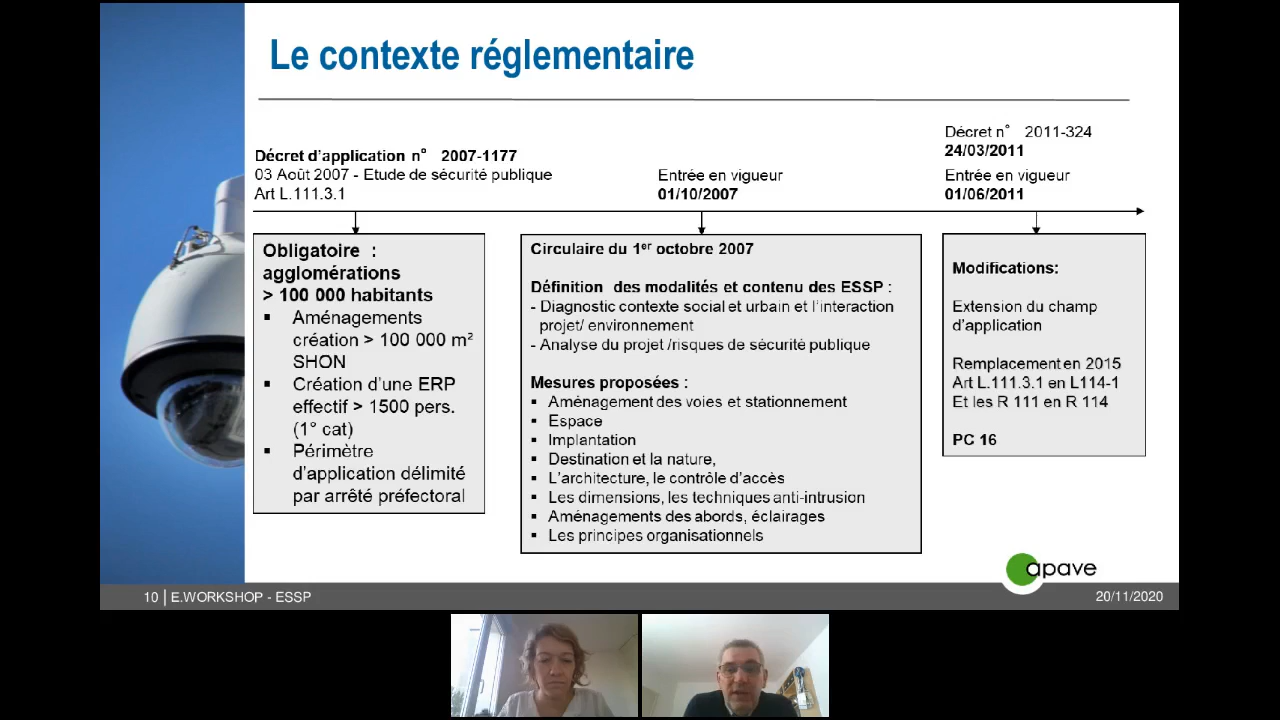 Le contexte réglementaire
Décret d'application n° 2007-1177
03 Août 2007 - Etude de sécurité publique
Art L.111.3.1
Entrée en vigueur
01/10/2007
Décret n° 2011-324
24/03/2011
Entrée en vigueur
01/06/2011
Obligatoire :
agglomérations
> 100 000 habitants
▪ Aménagements
création > 100 000 m²
SHON
▪ Création d'une ERP
effectif > 1500 pers.
(1° cat)
▪ Périmètre
d'application délimité
par arrêté préfectoral
Circulaire du 1er octobre 2007
Définition des modalités et contenu des ESSP :
- Diagnostic contexte social et urbain et l'interaction
projet/ environnement
- Analyse du projet /risques de sécurité publique
Mesures proposées :
▪ Aménagement des voies et stationnement
▪ Espace
▪ Implantation
▪ Destination et la nature,
▪ L'architecture, le contrôle d'accès
▪ Les dimensions, les techniques anti-intrusion
▪ Aménagements des abords, éclairages
▪ Les principes organisationnels
Modifications:
Extension du champ
d'application
Remplacement en 2015
Art L.111.3.1 en L114-1
Et les R 111 en R 114
PC 16
apave
10 | E.WORKSHOP - ESSP
20/11/2020